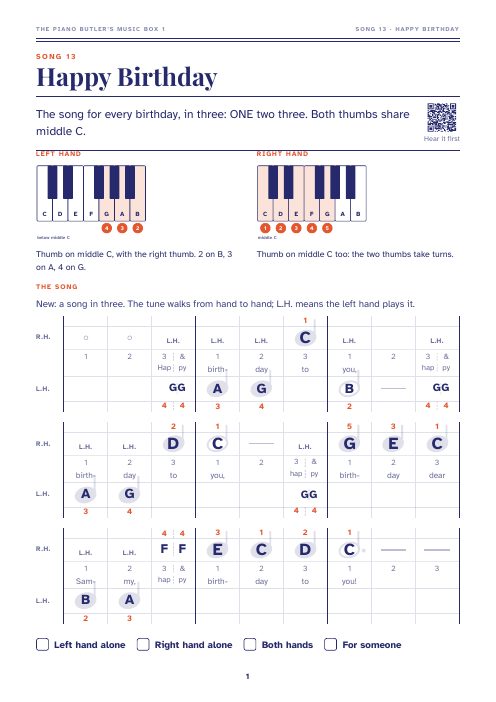 THE PIANO BUTLER'S MUSIC BOX 1 SONG 13 · HAPPY BIRTHDAY
SONG 13
Happy Birthday
The song for every birthday, in three: ONE two three. Both thumbs share
middle C.
Hear it first
LEFT HAND RIGHT HAND
C D E F G A B C D E F G A B
4 3 2 1 2 3 4 5
below middle C middle C
Thumb on middle C, with the right thumb. 2 on B, 3
on A, 4 on G.
Thumb on middle C too: the two thumbs take turns.
THE SONG
New: a song in three. The tune walks from hand to hand; L.H. means the left hand plays it.
1
R.H. L.H. L.H. L.H. C L.H. L.H. L.H.
1 2 3 & 1 2 3 1 2 3 &
Hap py birth- day to you, Hap py
L.H. G G A G B G G
4 4 3 4 2 4 4
2 1 5 3 1
R.H. L.H. L.H. D C L.H. G E C
1 2 3 1 2 3 & 1 2 3
birth- day to you, hap py birth- day dear
L.H. A G G G
3 4 4 4
4 4 3 1 2 1
R.H. L.H. L.H. F F E C D C
1 2 3 & 1 2 3 1 2 3
Sam- my, hap py birth- day to you!
L.H. B A
2 3
Left hand alone Right hand alone Both hands For someone
1